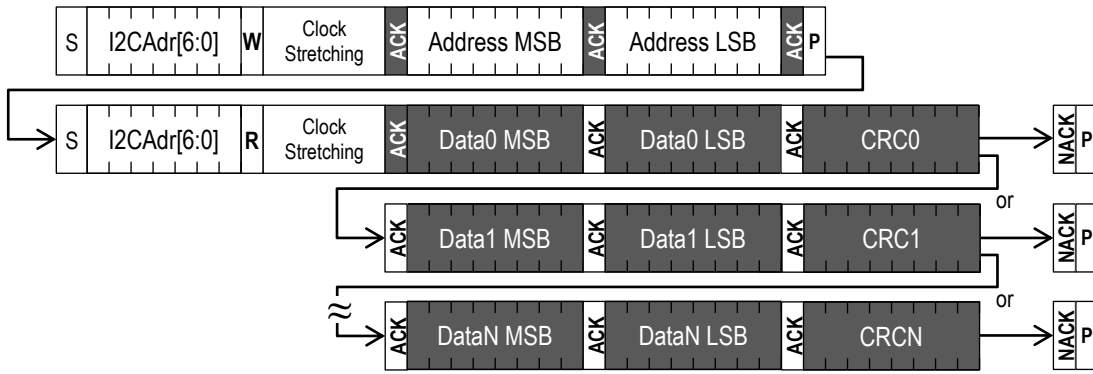 S I2CAdr[6:0] W Clock Stretching ACK Address MSB ACK Address LSB ACK P
S I2CAdr[6:0] R Clock Stretching ACK Data0 MSB ACK Data0 LSB ACK CRC0 NACK P
or
ACK Data1 MSB ACK Data1 LSB ACK CRC1 NACK P
or
ACK DataN MSB ACK DataN LSB ACK CRCN NACK P